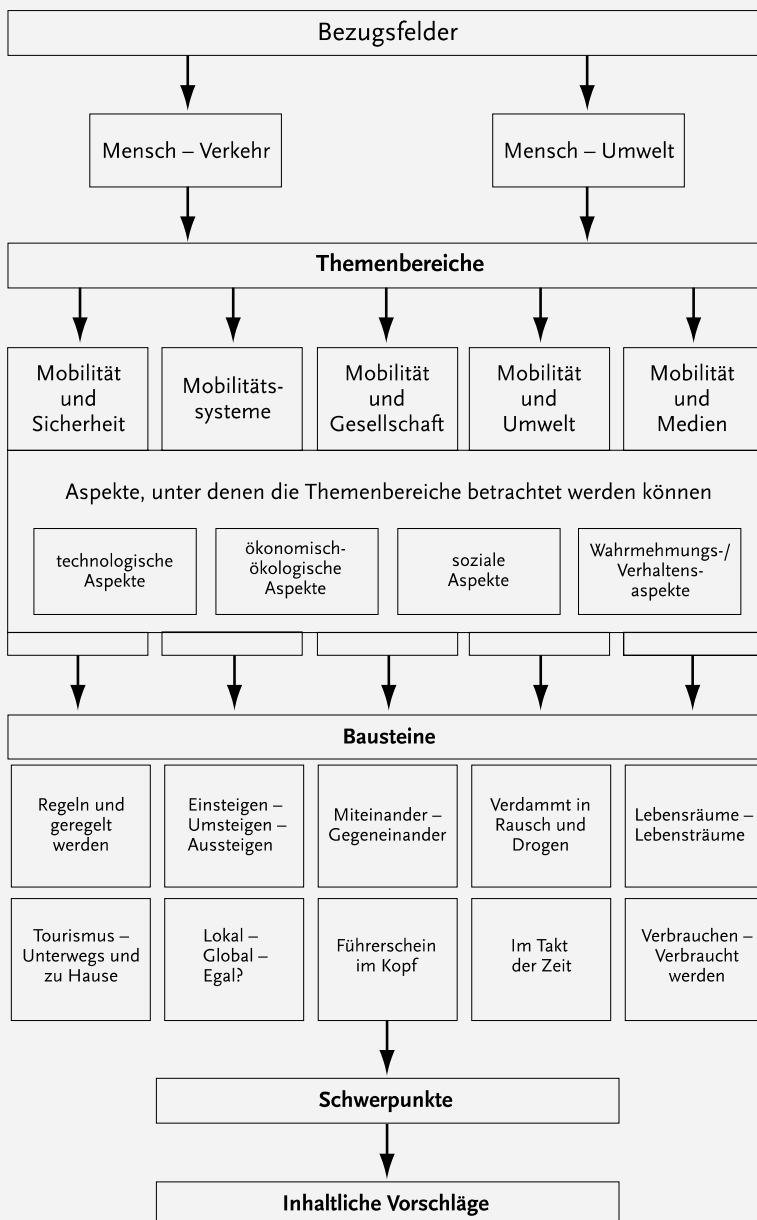 Bezugsfelder
Mensch – Verkehr
Mensch – Umwelt
Themenbereiche
Mobilität
und
Sicherheit
Mobilitäts-
systeme
Mobilität
und
Gesellschaft
Mobilität
und
Umwelt
Mobilität
und
Medien
Aspekte, unter denen die Themenbereiche betrachtet werden können
technologische
Aspekte
ökonomisch-
ökologische
Aspekte
soziale
Aspekte
Wahrmehmungs-/
Verhaltens-
aspekte
Bausteine
Regeln und
geregelt
werden
Einsteigen –
Umsteigen –
Aussteigen
Miteinander –
Gegeneinander
Verdammt in
Rausch und
Drogen
Lebensräume –
Lebensträume
Tourismus –
Unterwegs und
zu Hause
Lokal –
Global –
Egal?
Führerschein
im Kopf
Im Takt
der Zeit
Verbrauchen –
Verbraucht
werden
Schwerpunkte
Inhaltliche Vorschläge